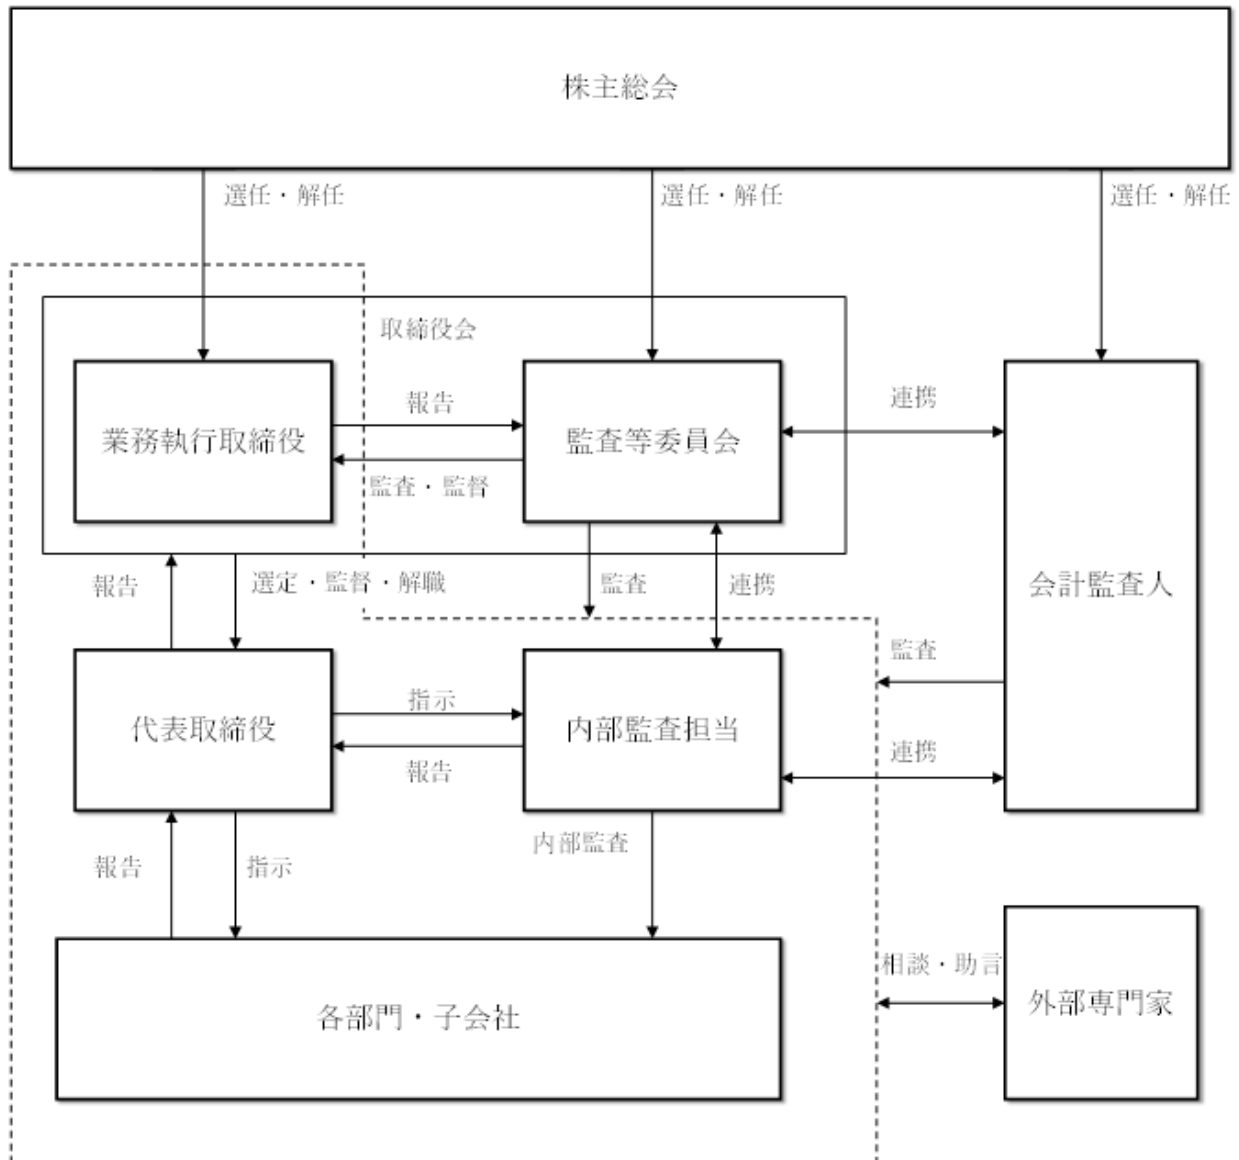 株主総会
選任・解任
選任・解任
選任・解任
取締役会
業務執行取締役
報告
監査・監督
監査等委員会
連携
会計監査人
報告
選定・監督・解職
監査
連携
代表取締役
指示
報告
内部監査担当
監査
連携
報告
指示
内部監査
各部門・子会社
相談・助言
外部専門家